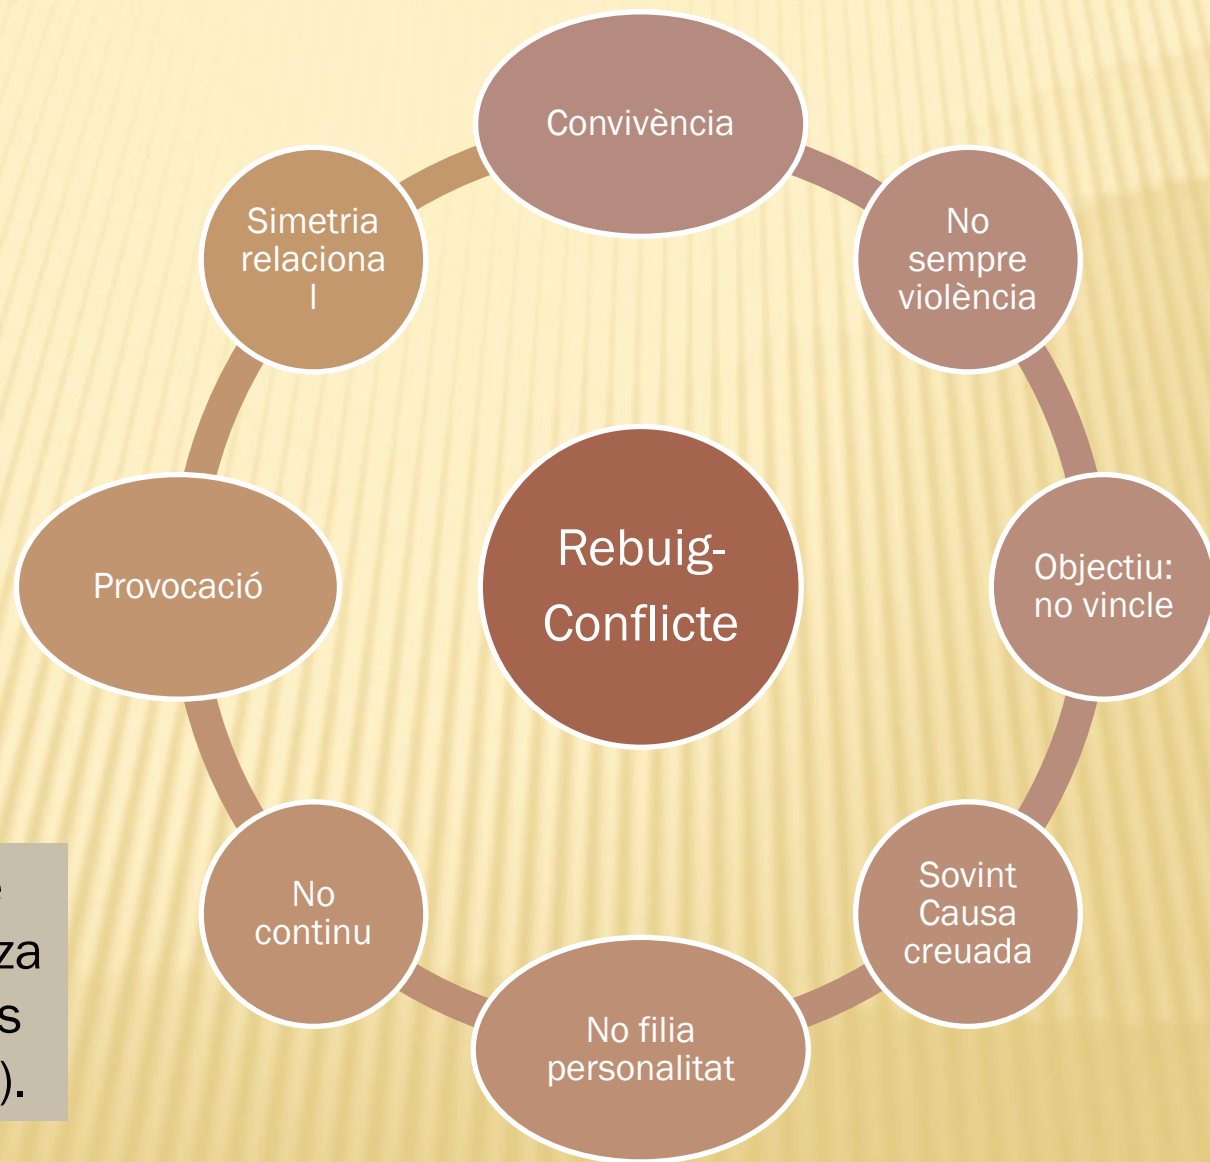 Convivència
No
sempre
violència
Objectiu:
no vincle
Sovint
Causa
creuada
No filia
personalitat
No
continu
Provocació
Simetria
relaciona
l
Rebuig-
Conflicte
za
s
).